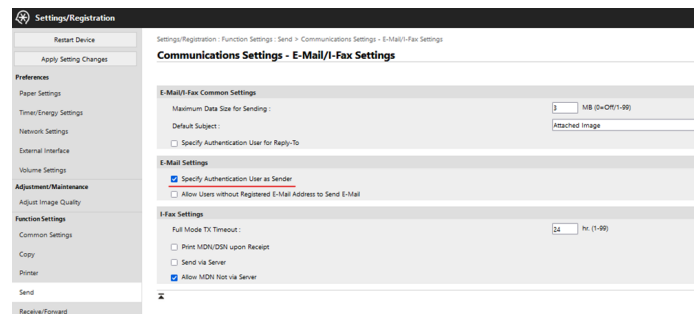 Settings/Registration
Restart Device
Apply Setting Changes
Preferences
Paper Settings
Timer/Energy Settings
Network Settings
External Interface
Volume Settings
Adjustment/Maintenance
Adjust Image Quality
Function Settings
Common Settings
Copy
Printer
Send
Receive/Forward
Settings/Registration : Function Settings : Send > Communications Settings - E-Mail/I-Fax Settings
Communications Settings - E-Mail/I-Fax Settings
E-Mail/I-Fax Common Settings
Maximum Data Size for Sending : 3 MB (0=Off/1-99)
Default Subject : Attached Image
Specify Authentication User for Reply-To
E-Mail Settings
Specify Authentication User as Sender
Allow Users without Registered E-Mail Address to Send E-Mail
I-Fax Settings
Full Mode TX Timeout : 24 hr. (1-99)
Print MDN/DSN upon Receipt
Send via Server
Allow MDN Not via Server